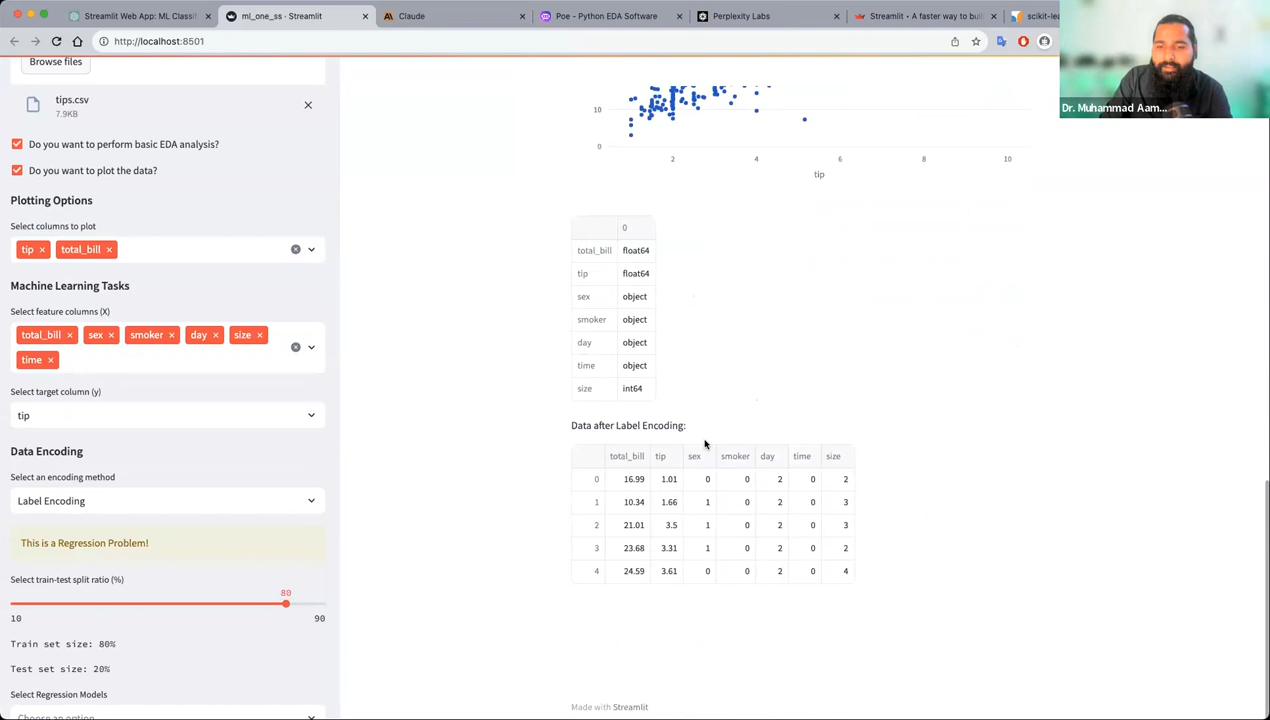 Streamlit Web App: ML Classif
ml_one_ss · Streamlit
Claude
Poe - Python EDA Software
Perplexity Labs
Streamlit • A faster way to buil
scikit-lea
http://localhost:8501
Dr. Muhammad Aam...
Browse files
tips.csv
7.9KB
Do you want to perform basic EDA analysis?
Do you want to plot the data?
Plotting Options
Select columns to plot
tip total_bill
Machine Learning Tasks
Select feature columns (X)
total_bill sex smoker day size
time
Select target column (y)
tip
Data Encoding
Select an encoding method
Label Encoding
This is a Regression Problem!
Select train-test split ratio (%)
80
10 90
Train set size: 80%
Test set size: 20%
Select Regression Models
Choose an option
10
0
2 4 6 8 10
tip
0
total_bill float64
tip float64
sex object
smoker object
day object
time object
size int64
Data after Label Encoding:
total_bill tip sex smoker day time size
0 16.99 1.01 0 0 2 0 2
1 10.34 1.66 1 0 2 0 3
2 21.01 3.5 1 0 2 0 3
3 23.68 3.31 1 0 2 0 2
4 24.59 3.61 0 0 2 0 4
Made with Streamlit